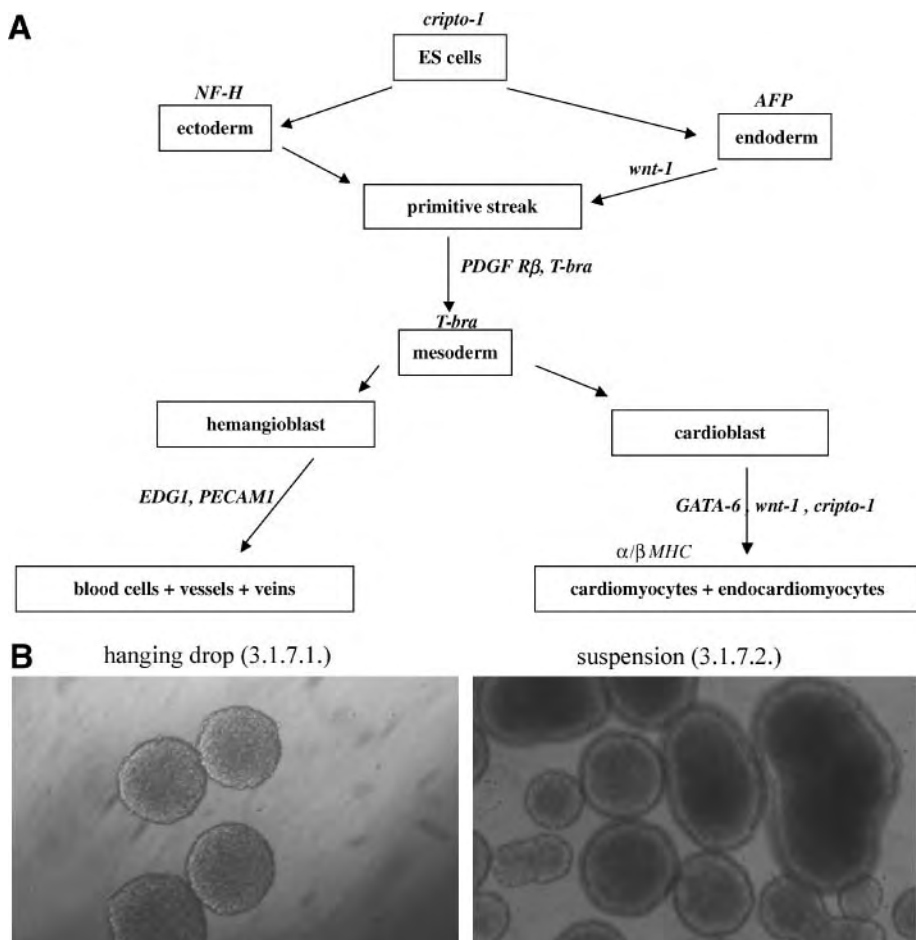 A
cripto-1
ES cells
NF-H
AFP
ectoderm
endoderm
wnt-1
primitive streak
PDGF Rβ, T-bra
T-bra
mesoderm
hemangioblast
cardioblast
EDG1, PECAM1
GATA-6 , wnt-1 , cripto-1
α/β MHC
blood cells + vessels + veins
cardiomyocytes + endocardiomyocytes
B
hanging drop (3.1.7.1.)
suspension (3.1.7.2.)